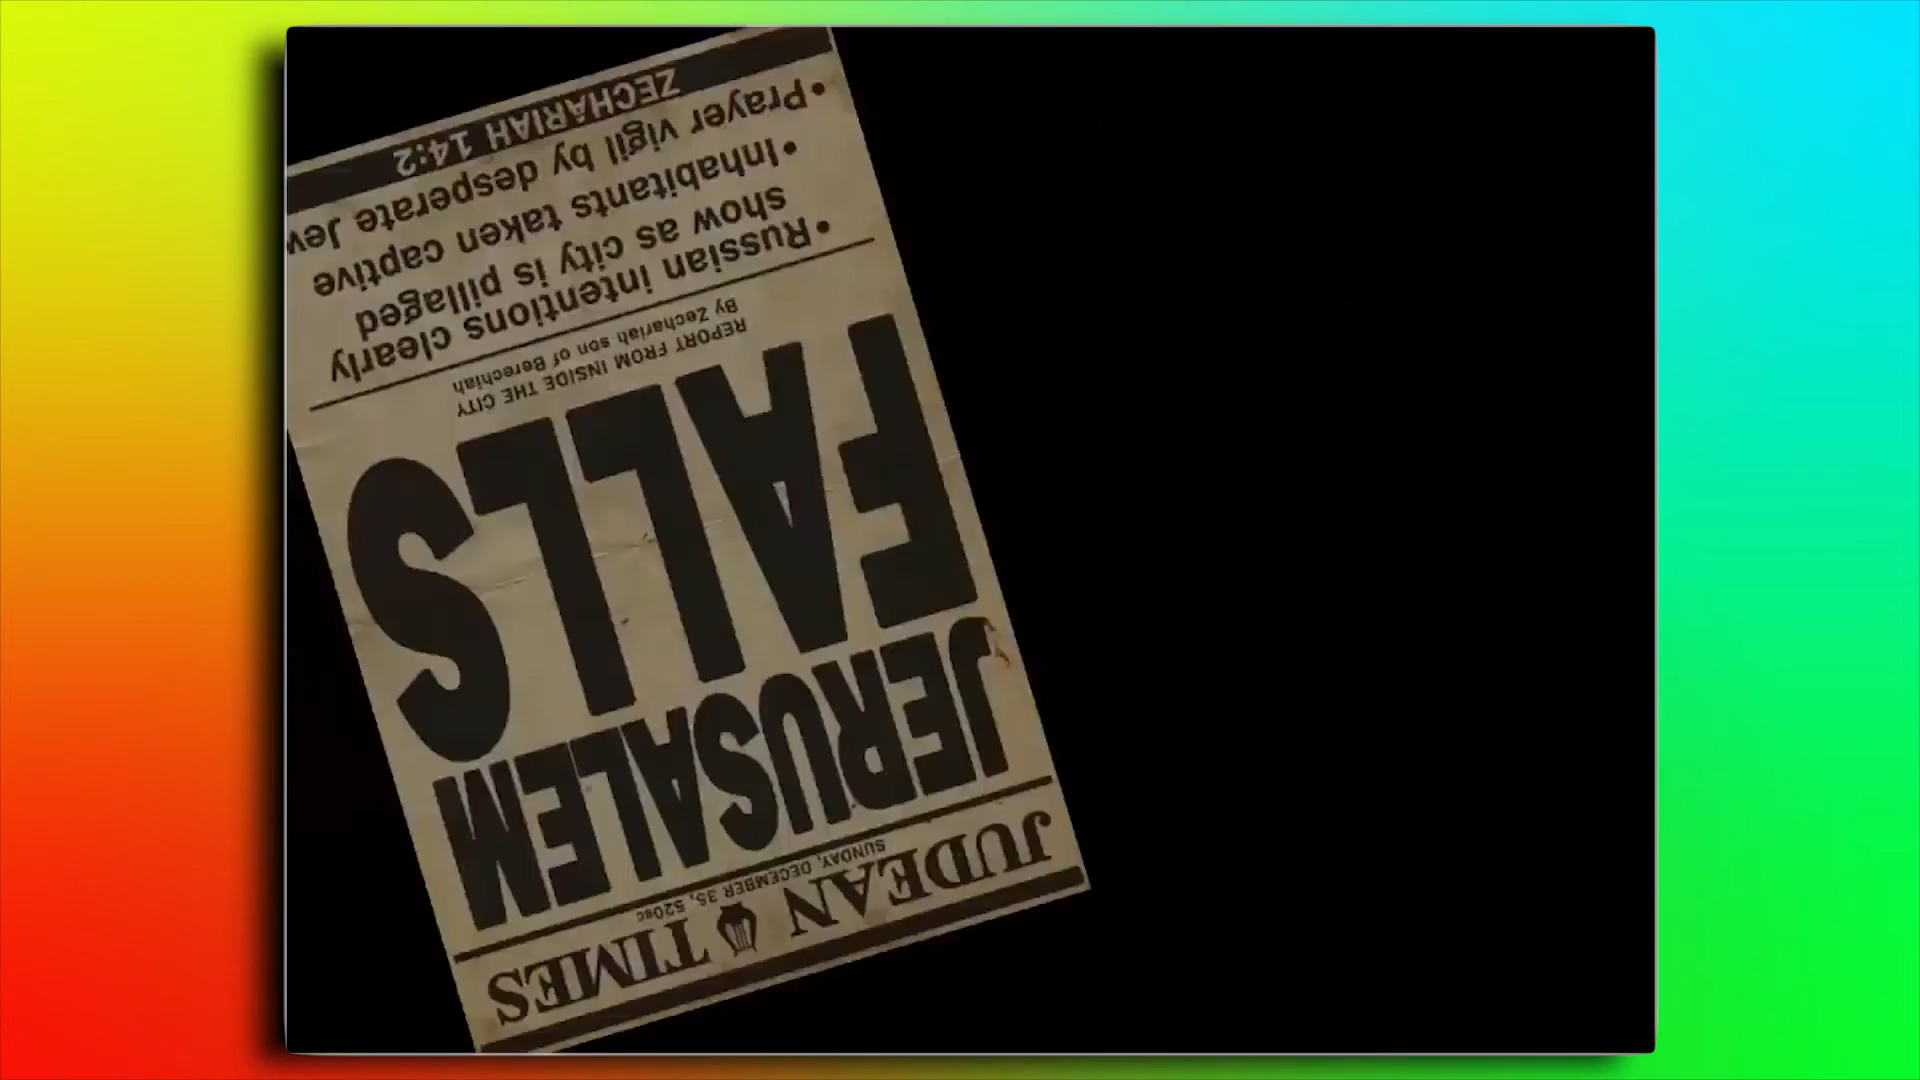 JUDEAN TIMES
SUNDAY, DECEMBER 35, 520BC
JERUSALEM
FALLS
REPORT FROM INSIDE THE CITY
By Zechariah son of Berechiah
•Russian intentions clearly
show as city is pillaged
•Inhabitants taken captive
•Prayer vigil by desperate Jew
ZECHARIAH 14:2